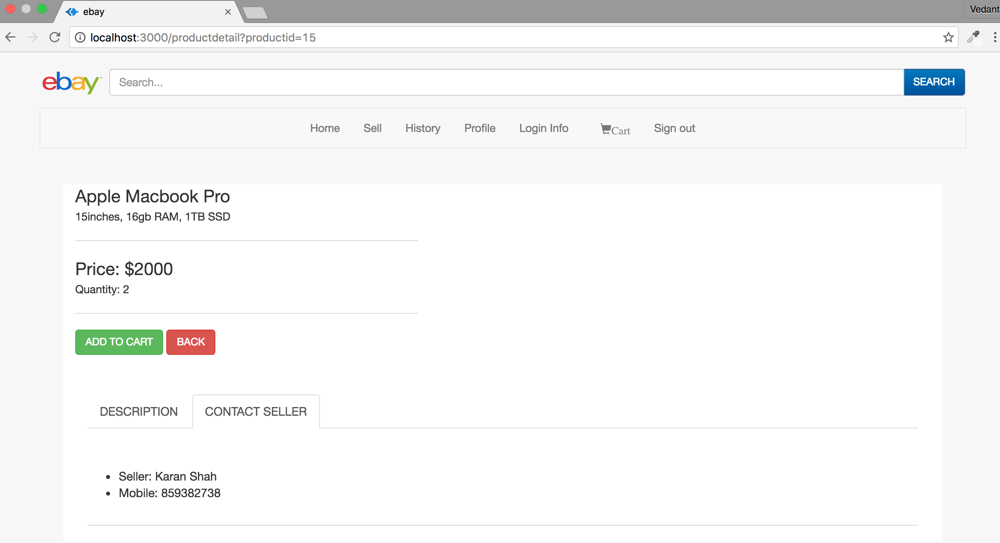 ebay
Vedant
localhost:3000/productdetail?productid=15
ebay™
Search...
SEARCH
Home Sell History Profile Login Info Cart Sign out
Apple Macbook Pro
15inches, 16gb RAM, 1TB SSD
Price: $2000
Quantity: 2
ADD TO CART BACK
DESCRIPTION CONTACT SELLER
• Seller: Karan Shah
• Mobile: 859382738